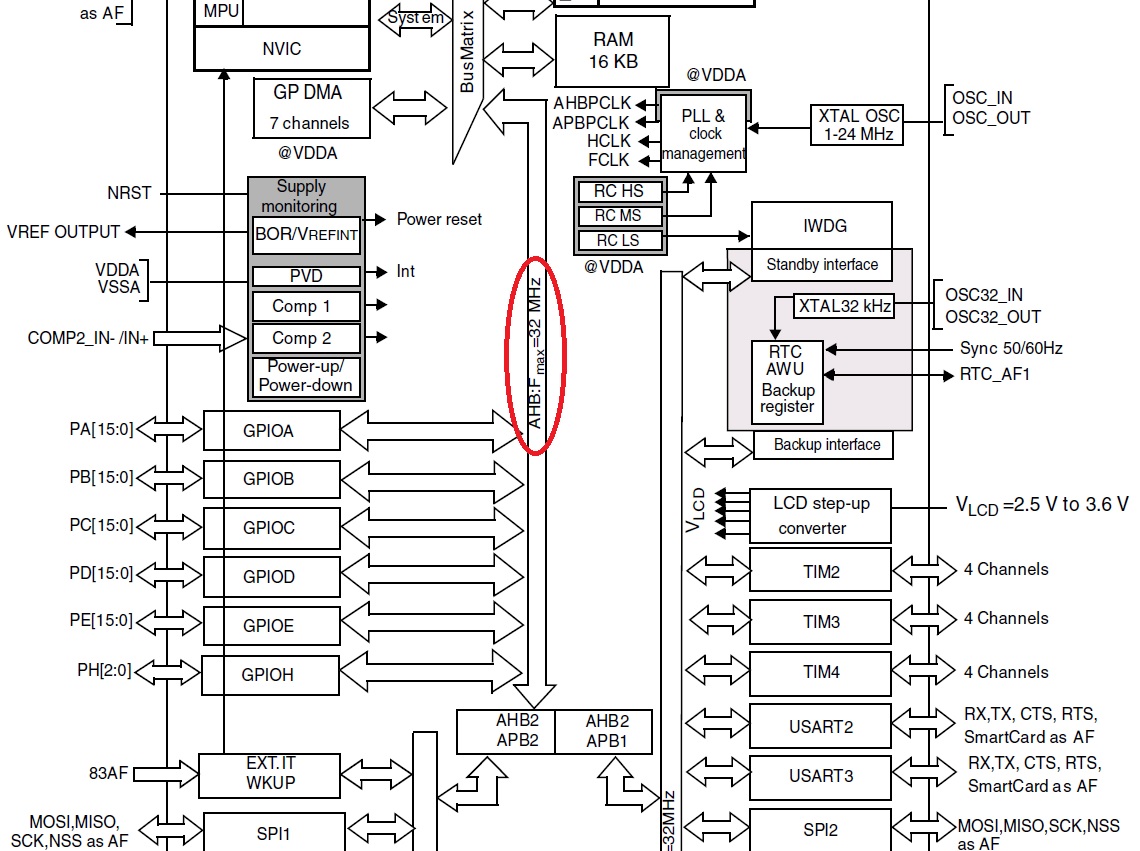 as AF
MPU
System
NVIC
BusMatrix
RAM
16 KB
GP DMA
7 channels
@VDDA
@VDDA
AHBPCLK
APBPCLK
HCLK
FCLK
PLL &
clock
management
XTAL OSC
1-24 MHz
OSC_IN
OSC_OUT
RC HS
RC MS
RC LS
@VDDA
NRST
VREF OUTPUT
VDDA
VSSA
COMP2_IN- /IN+
Supply
monitoring
BOR/VREFINT
PVD
Comp 1
Comp 2
Power-up/
Power-down
Power reset
Int
AHB:Fmax=32 MHz
IWDG
Standby interface
XTAL32 kHz
OSC32_IN
OSC32_OUT
RTC
AWU
Backup
register
Sync 50/60Hz
RTC_AF1
Backup interface
PA[15:0]
GPIOA
PB[15:0]
GPIOB
PC[15:0]
GPIOC
PD[15:0]
GPIOD
PE[15:0]
GPIOE
PH[2:0]
GPIOH
VLCD
LCD step-up
converter
VLCD =2.5 V to 3.6 V
TIM2
4 Channels
TIM3
4 Channels
TIM4
4 Channels
AHB2
APB2
AHB2
APB1
USART2
RX,TX, CTS, RTS,
SmartCard as AF
83AF
EXT.IT
WKUP
USART3
RX,TX, CTS, RTS,
SmartCard as AF
MOSI,MISO,
SCK,NSS as AF
SPI1
=32MHz
SPI2
MOSI,MISO,SCK,NSS
as AF